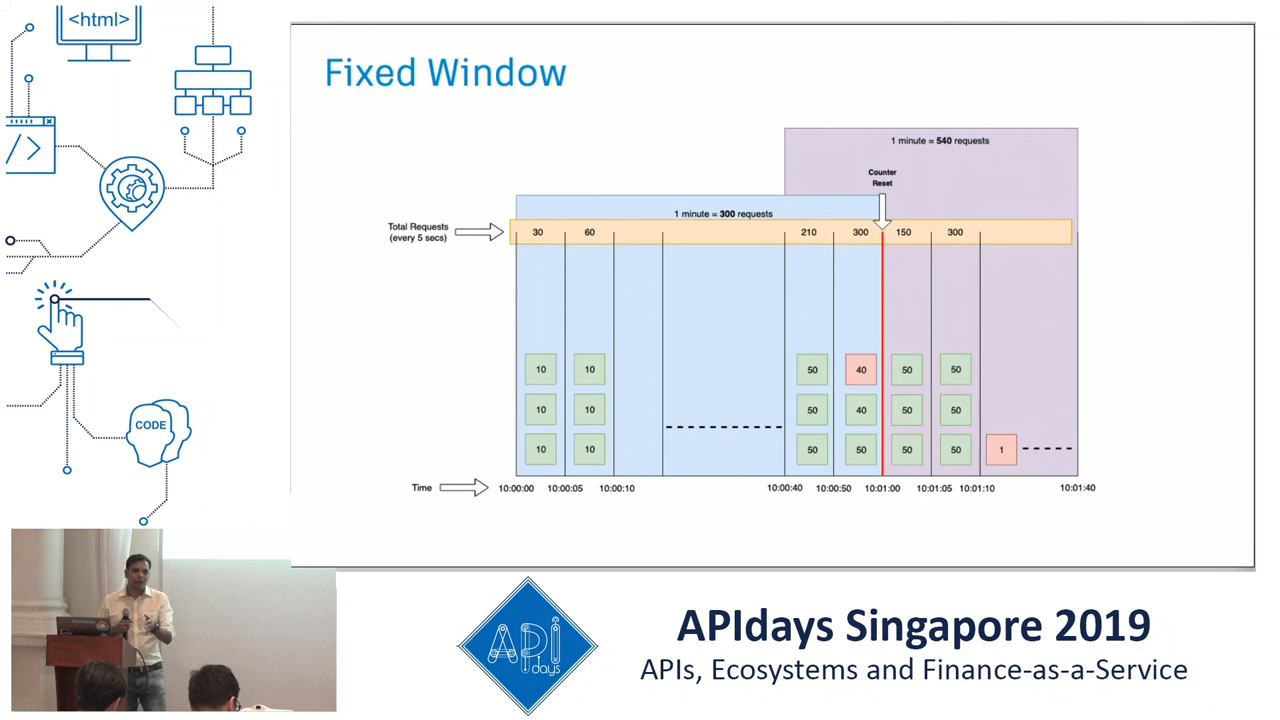 <html>
</>
CODE
Fixed Window
1 minute = 540 requests
Counter
Reset
1 minute = 300 requests
Total Requests
(every 5 secs)
30 60 210 300 150 300
10 10 50 40 50 50
10 10 50 40 50 50
10 10 50 50 50 50 1
Time
10:00:00 10:00:05 10:00:10 10:00:40 10:00:50 10:01:00 10:01:05 10:01:10 10:01:40
API
days
APIdays Singapore 2019
APIs, Ecosystems and Finance-as-a-Service